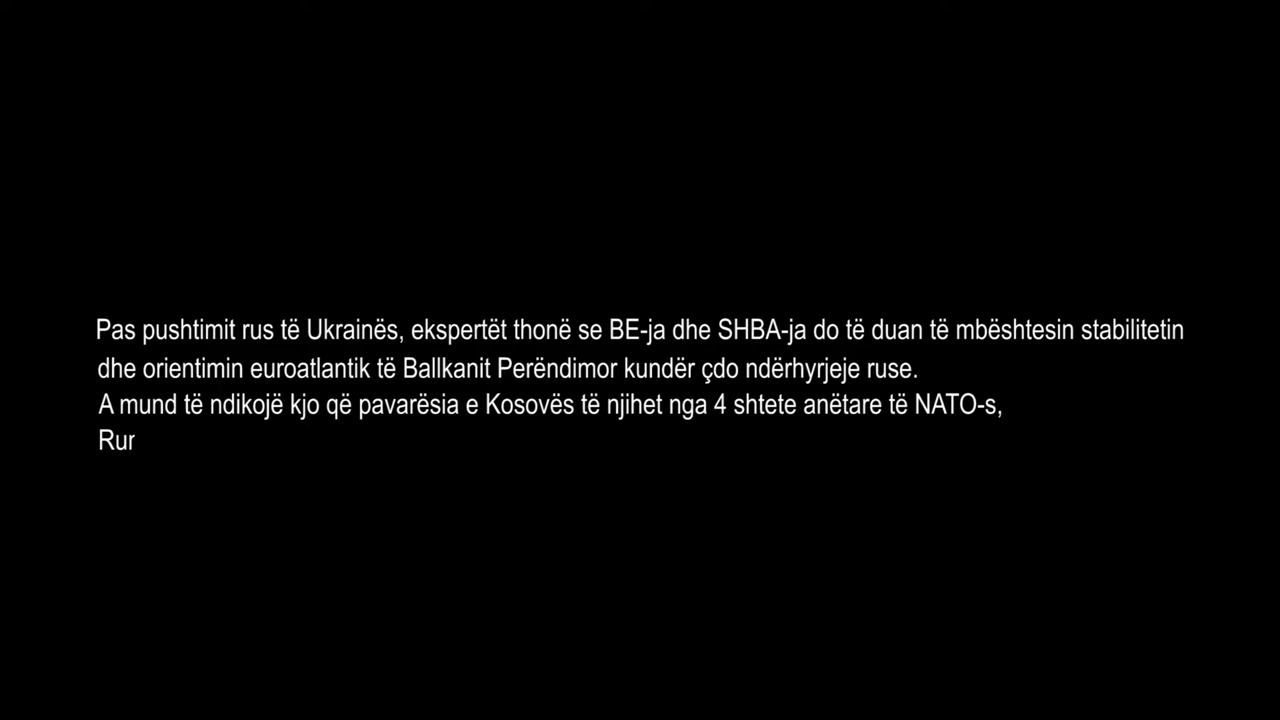 Pas pushtimit rus të Ukrainës, ekspertët thonë se BE-ja dhe SHBA-ja do të duan të mbështesin stabilitetin
dhe orientimin euroatlantik të Ballkanit Perëndimor kundër çdo ndërhyrjeje ruse.
A mund të ndikojë kjo që pavarësia e Kosovës të njihet nga 4 shtete anëtare të NATO-s,
Rur